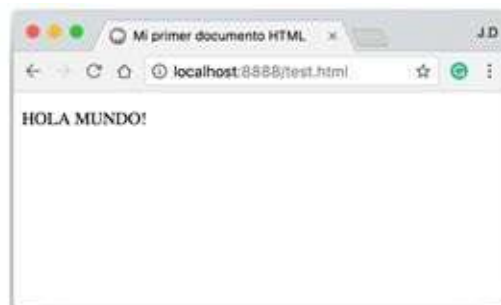 Mi primer documento HTML
J.D
localhost:8888/test.html
HOLA MUNDO!